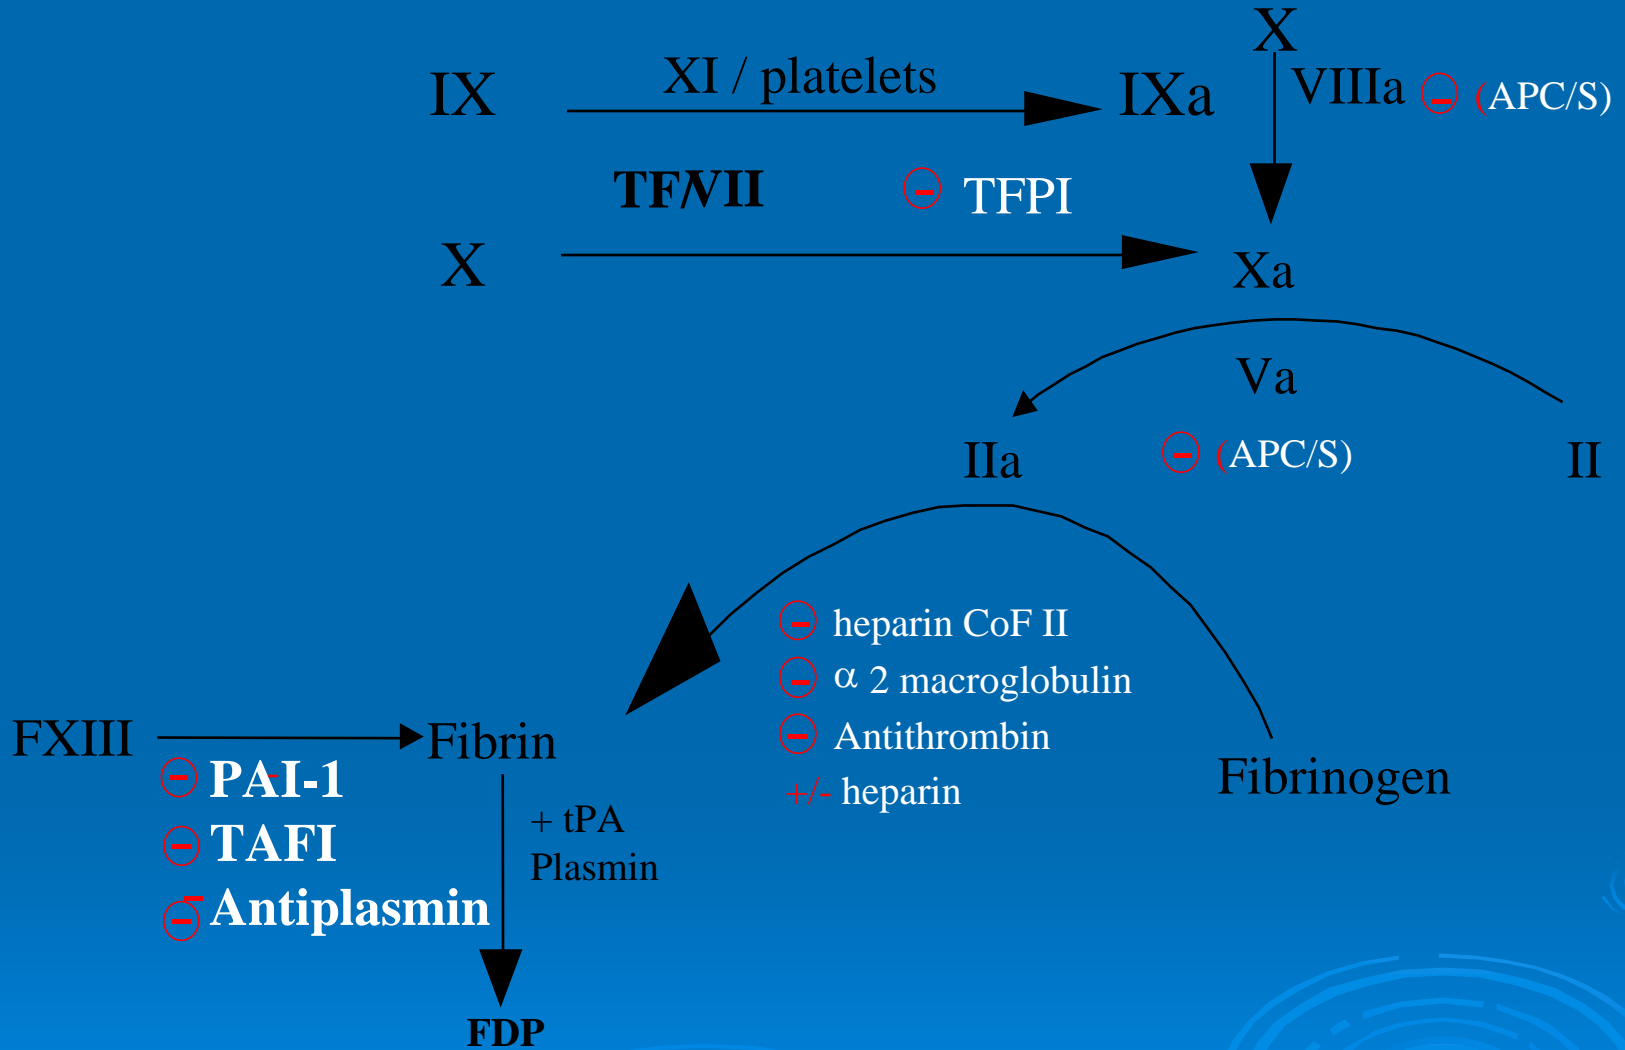 X
IX
XI / platelets
IXa
VIIIa
- (APC/S)
TF/VII
- TFPI
X
Xa
Va
IIa
- (APC/S)
II
- heparin CoF II
- α 2 macroglobulin
- Antithrombin
+/- heparin
FXIII
Fibrin
Fibrinogen
- PAI-1
- TAFI
- Antiplasmin
+ tPA
Plasmin
FDP